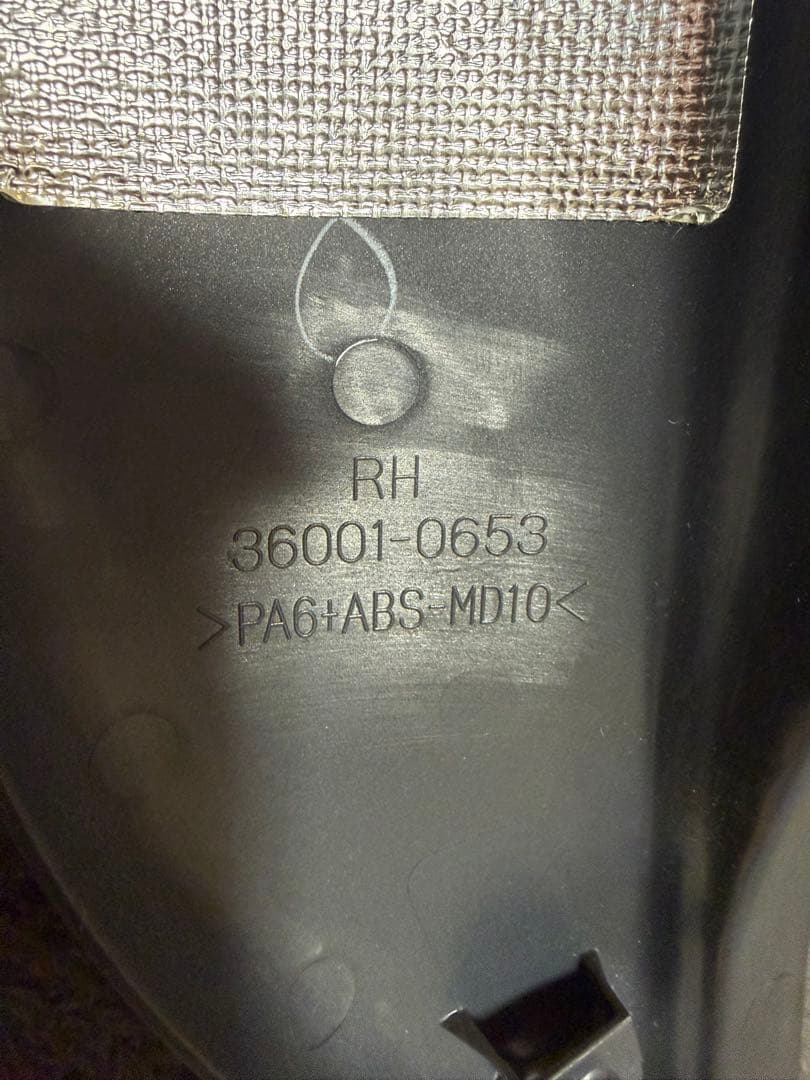 RH
36001-0653
>PA6+ABS-MD10<